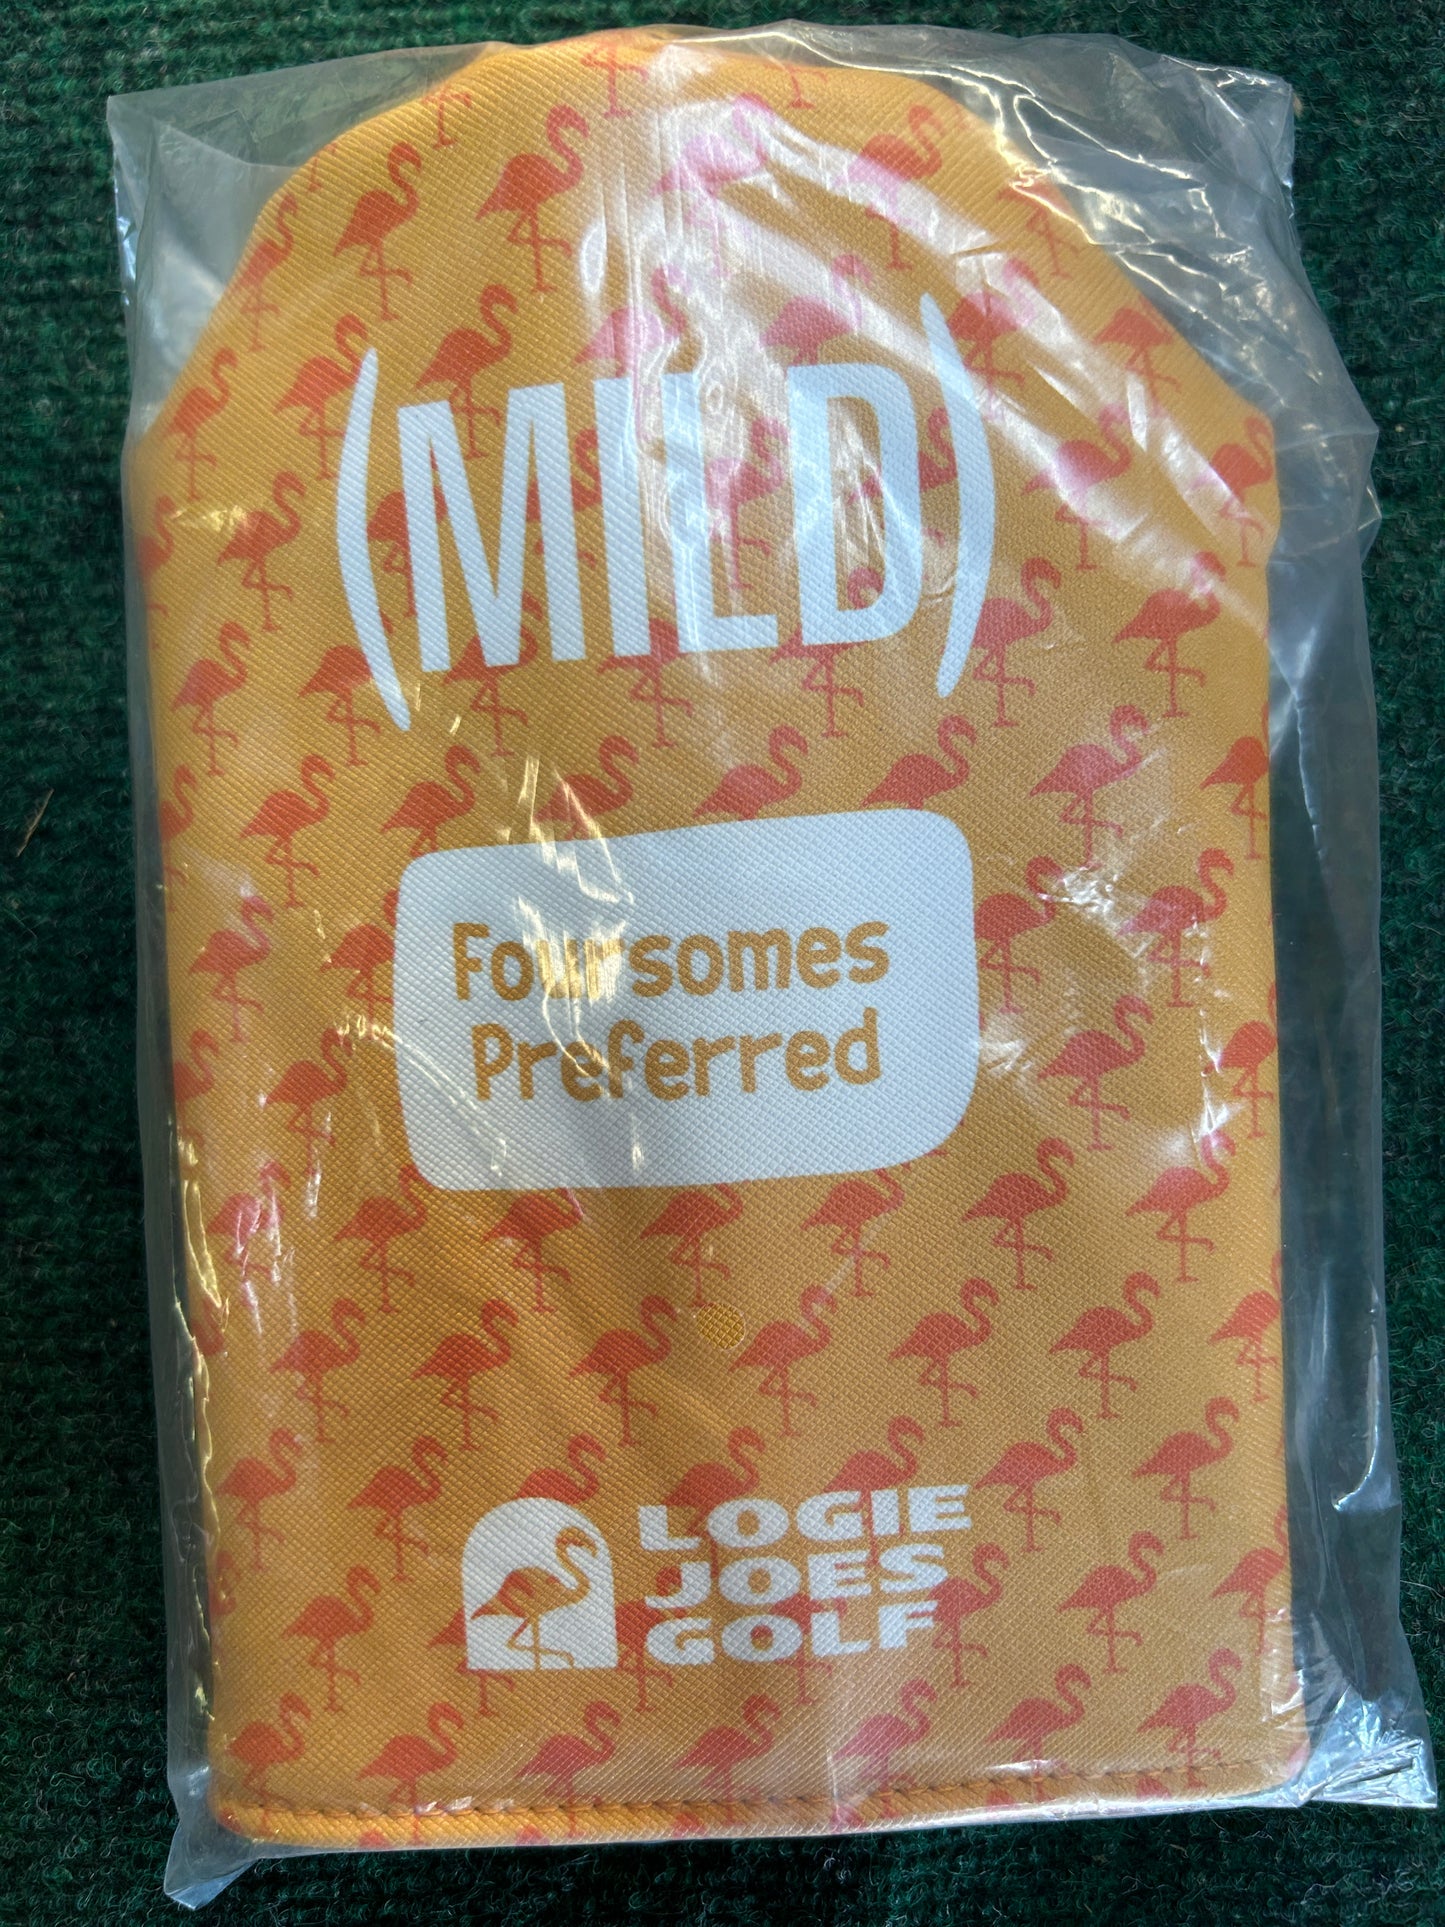 (MILD)
Foursomes
Preferred
LOGIE
JOES
GOLF